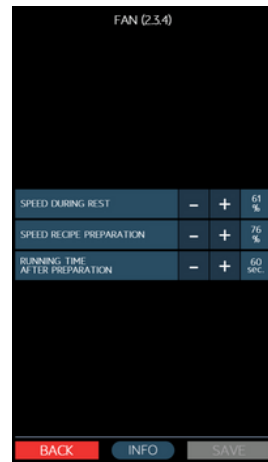 FAN (2.3.4)
SPEED DURING REST - + 61 %
SPEED RECIPE PREPARATION - + 76 %
RUNNING TIME
AFTER PREPARATION - + 60 sec.
BACK INFO SAVE